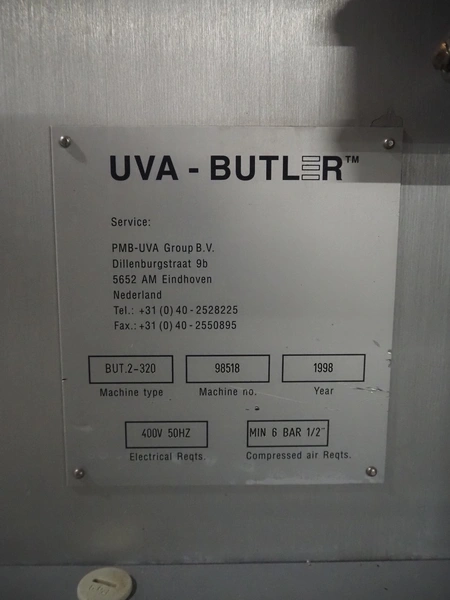 UVA - BUTLER™
Service:
PMB-UVA Group B.V.
Dillenburgstraat 9b
5652 AM Eindhoven
Nederland
Tel.: +31 (0) 40 - 2528225
Fax.: +31 (0) 40 - 2550895
BUT.2-320 98518 1998
Machine type Machine no. Year
400V 50HZ MIN 6 BAR 1/2"
Electrical Reqts. Compressed air Reqts.